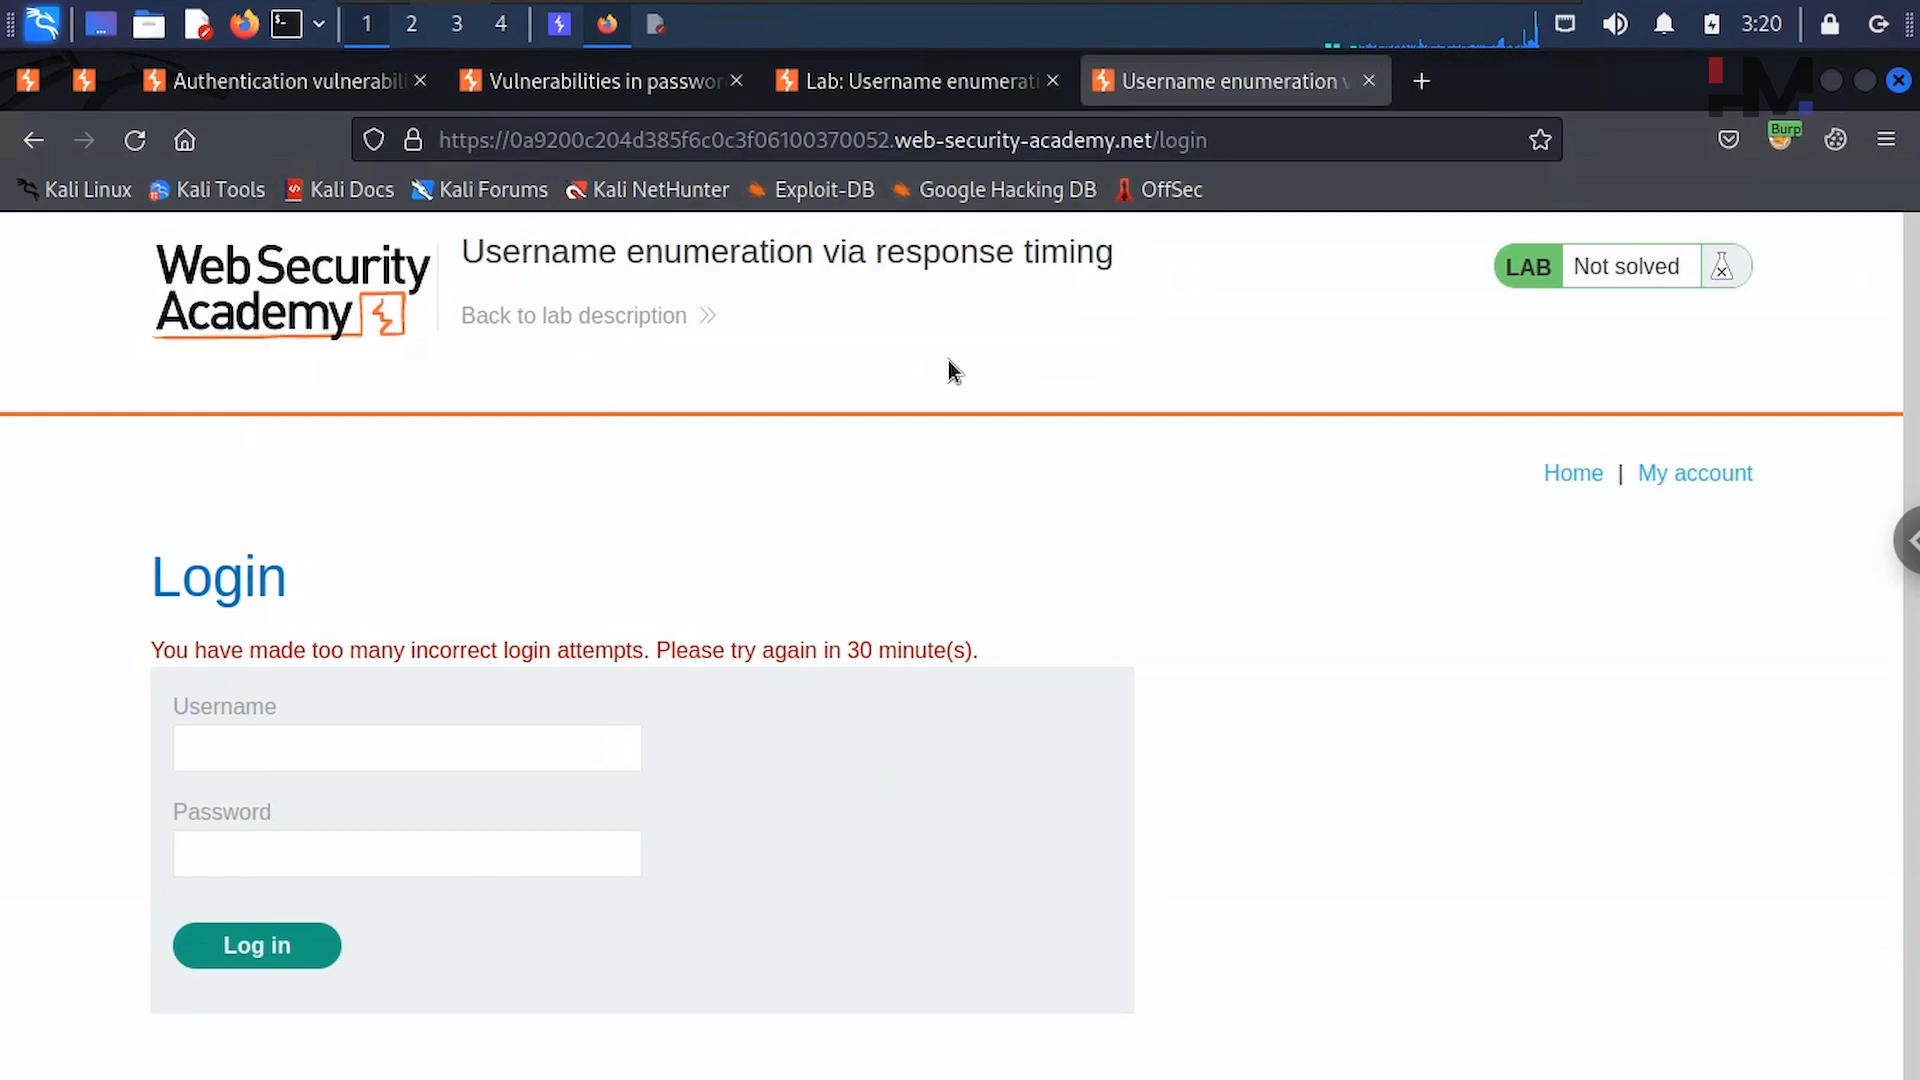 1 2 3 4 3:20
Authentication vulnerabili Vulnerabilities in passwor Lab: Username enumerati Username enumeration v HM
https://0a9200c204d385f6c0c3f06100370052.web-security-academy.net/login Burp
Kali Linux Kali Tools Kali Docs Kali Forums Kali NetHunter Exploit-DB Google Hacking DB OffSec
Web Security
Academy
Username enumeration via response timing
Back to lab description
LAB Not solved
Home | My account
Login
You have made too many incorrect login attempts. Please try again in 30 minute(s).
Username
Password
Log in